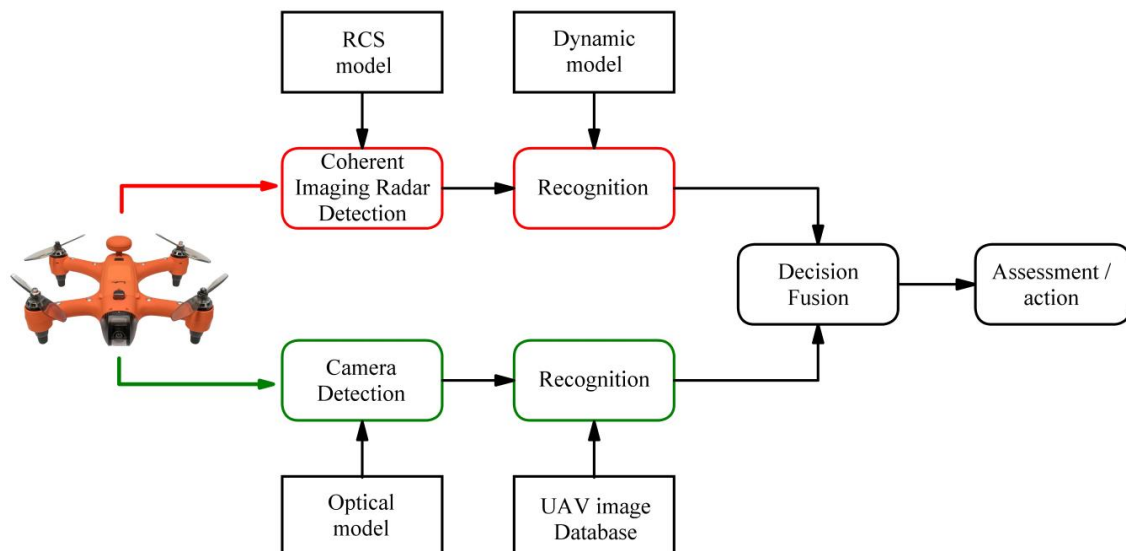 RCS
model
Dynamic
model
Coherent
Imaging Radar
Detection
Recognition
Decision
Fusion
Assessment /
action
Camera
Detection
Recognition
Optical
model
UAV image
Database